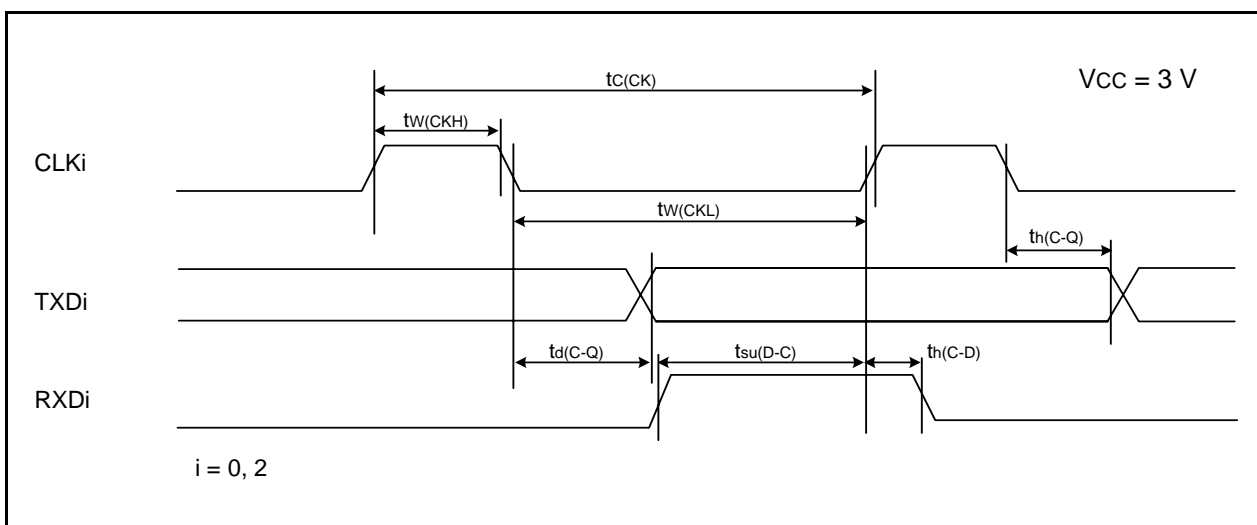 tC(CK)
VCC = 3 V
tW(CKH)
CLKi
tW(CKL)
th(C-Q)
TXDi
td(C-Q)
tsu(D-C)
th(C-D)
RXDi
i = 0, 2